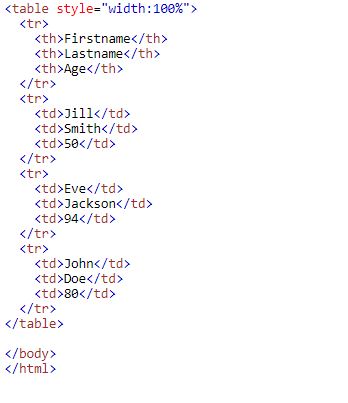 <table style="width:100%">
  <tr>
    <th>Firstname</th>
    <th>Lastname</th>
    <th>Age</th>
  </tr>
  <tr>
    <td>Jill</td>
    <td>Smith</td>
    <td>50</td>
  </tr>
  <tr>
    <td>Eve</td>
    <td>Jackson</td>
    <td>94</td>
  </tr>
  <tr>
    <td>John</td>
    <td>Doe</td>
    <td>80</td>
  </tr>
</table>

</body>
</html>